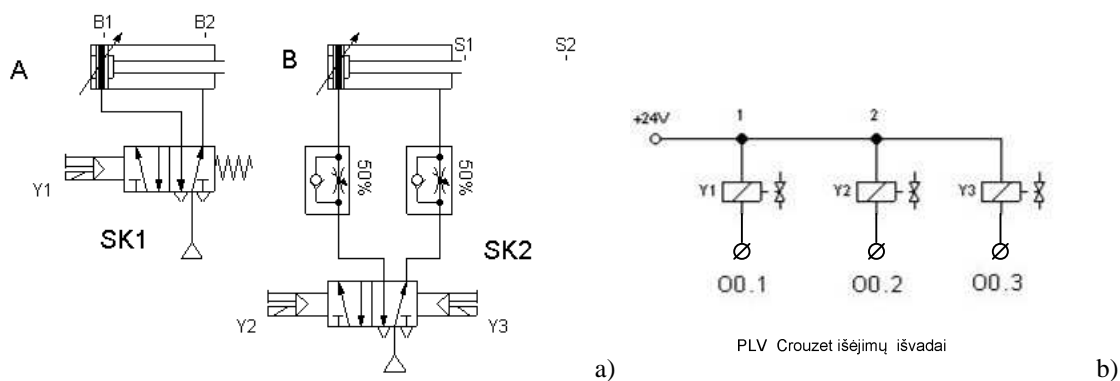 B1
B2
S1
S2
A
B
50%
50%
Y1
SK1
SK2
Y2
Y3
a)
+24V
1
2
Y1
Y2
Y3
O0.1
O0.2
O0.3
PLV Crouzet išėjimų išvadai
b)